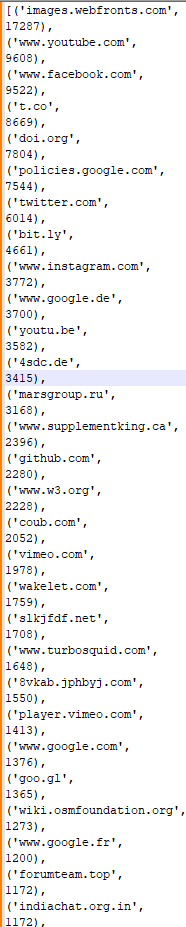 [('images.webfronts.com',
17287),
('www.youtube.com',
9608),
('www.facebook.com',
9522),
('t.co',
8669),
('doi.org',
7804),
('policies.google.com',
7544),
('twitter.com',
6014),
('bit.ly',
4661),
('www.instagram.com',
3772),
('www.google.de',
3700),
('youtu.be',
3582),
('4sdc.de',
3415),
('marsgroup.ru',
3168),
('www.supplementking.ca',
2396),
('github.com',
2280),
('www.w3.org',
2228),
('coub.com',
2052),
('vimeo.com',
1978),
('wakelet.com',
1759),
('slkjfdf.net',
1708),
('www.turbosquid.com',
1648),
('8vkab.jphbyj.com',
1550),
('player.vimeo.com',
1413),
('www.google.com',
1376),
('goo.gl',
1365),
('wiki.osmfoundation.org',
1273),
('www.google.fr',
1200),
('forumteam.top',
1172),
('indiachat.org.in',
1172),